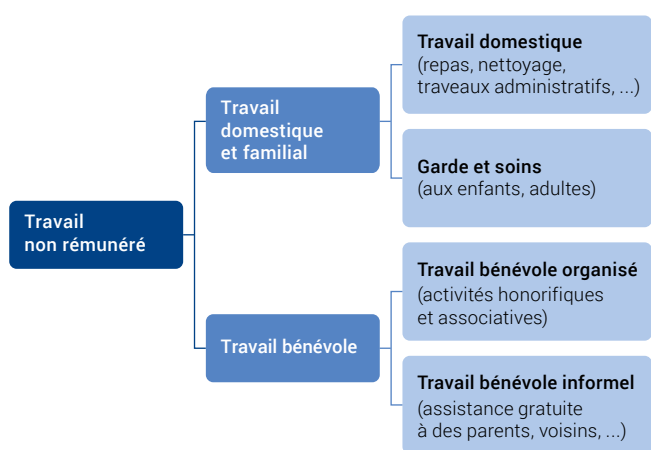 Travail domestique
(repas, nettoyage,
traveaux administratifs, ...)
Travail
domestique
et familial
Garde et soins
(aux enfants, adultes)
Travail
non rémunéré
Travail bénévole organisé
(activités honorifiques
et associatives)
Travail bénévole
Travail bénévole informel
(assistance gratuite
à des parents, voisins, ...)